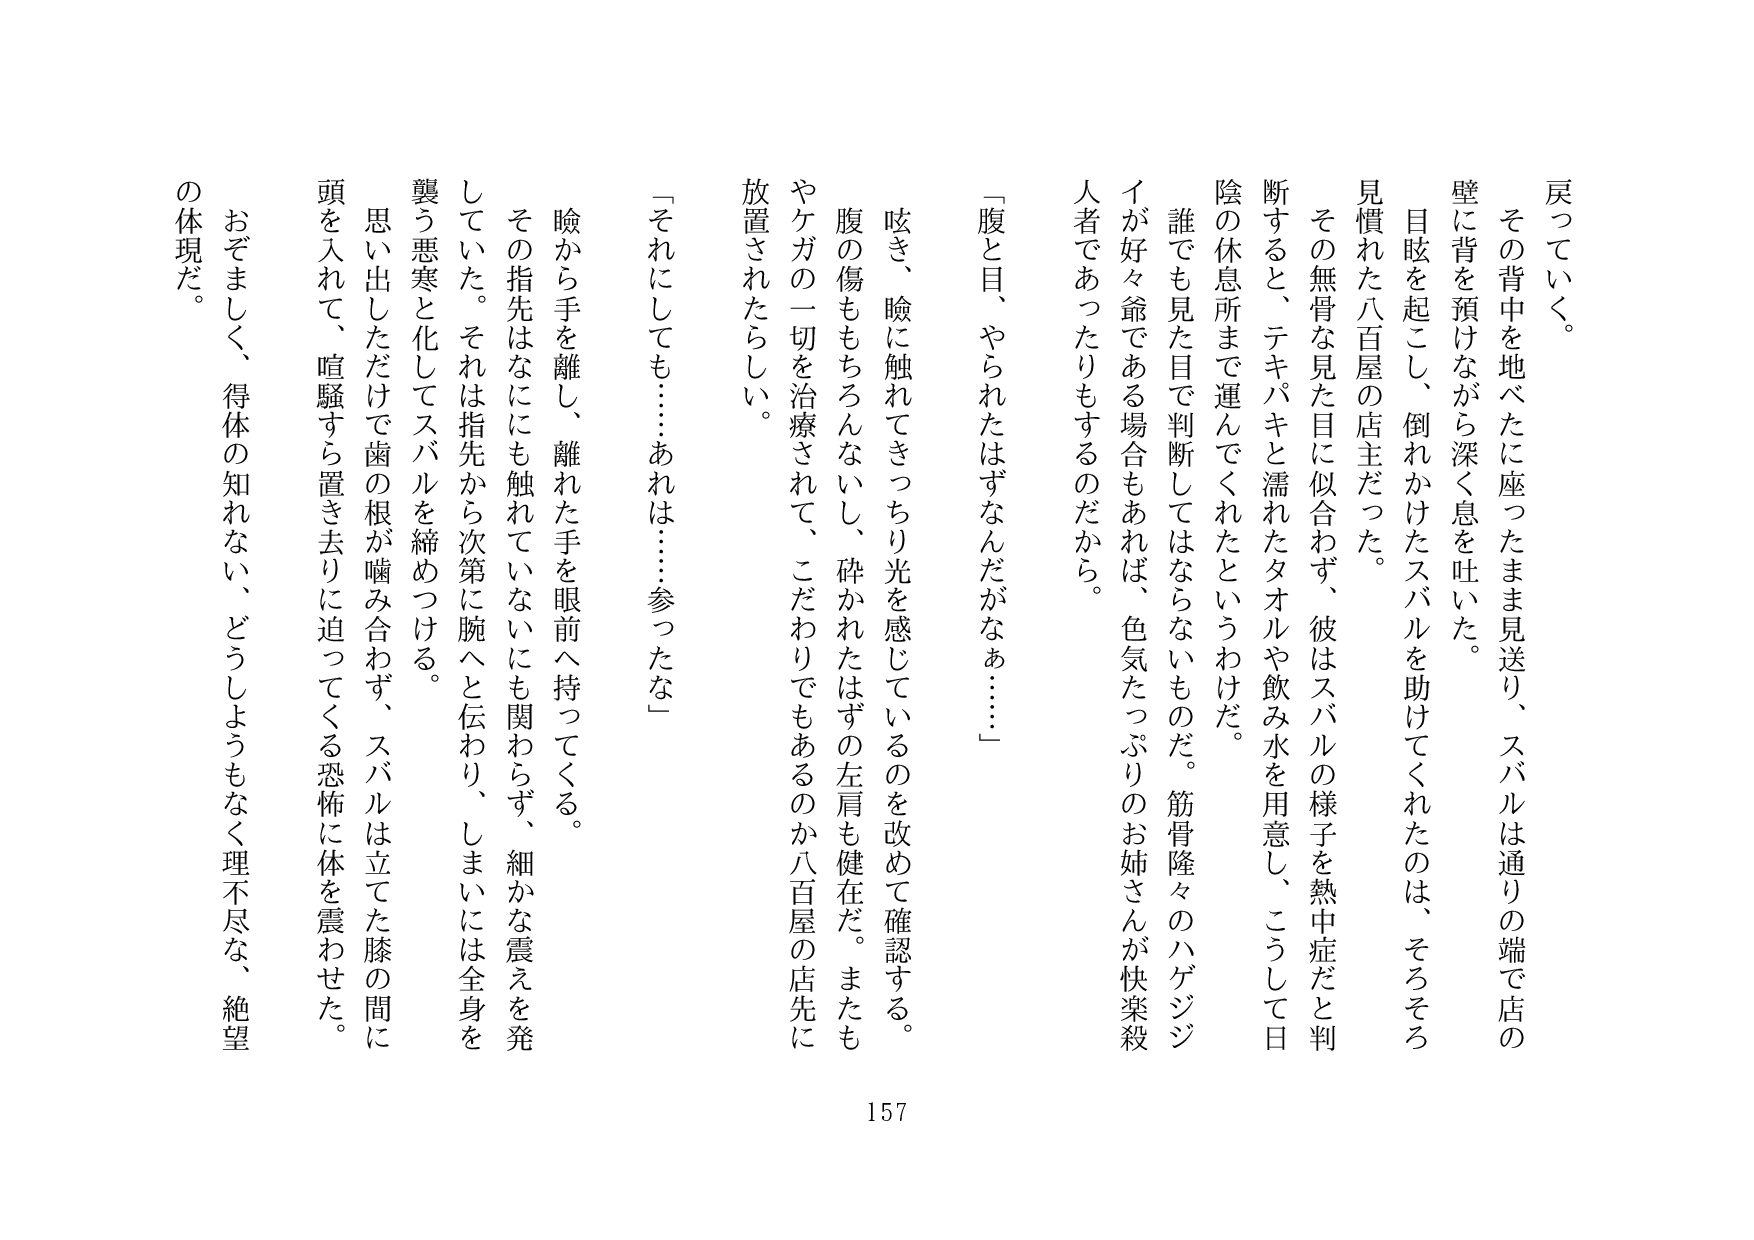 戻っていく。
　その背中を地べたに座ったまま見送り、スバルは通りの端で店の
壁に背を預けながら深く息を吐いた。
　目眩を起こし、倒れかけたスバルを助けてくれたのは、そろそろ
見慣れた八百屋の店主だった。
　その無骨な見た目に似合わず、彼はスバルの様子を熱中症だと判
断すると、テキパキと濡れたタオルや飲み水を用意し、こうして日
陰の休息所まで運んでくれたというわけだ。
　誰でも見た目で判断してはならないものだ。筋骨隆々のハゲジジ
イが好々爺である場合もあれば、色気たっぷりのお姉さんが快楽殺
人者であったりもするのだから。
「腹と目、やられたはずなんだがなぁ……」
　呟き、瞼に触れてきっちり光を感じているのを改めて確認する。
　腹の傷ももちろんないし、砕かれたはずの左肩も健在だ。またも
やケガの一切を治療されて、こだわりでもあるのか八百屋の店先に
放置されたらしい。
「それにしても……あれは……参ったな」
　瞼から手を離し、離れた手を眼前へ持ってくる。
　その指先はなににも触れていないにも関わらず、細かな震えを発
していた。それは指先から次第に腕へと伝わり、しまいには全身を
襲う悪寒と化してスバルを締めつける。
　思い出しただけで歯の根が噛み合わず、スバルは立てた膝の間に
頭を入れて、喧騒すら置き去りに迫ってくる恐怖に体を震わせた。
　おぞましく、得体の知れない、どうしようもなく理不尽な、絶望
の体現だ。
157